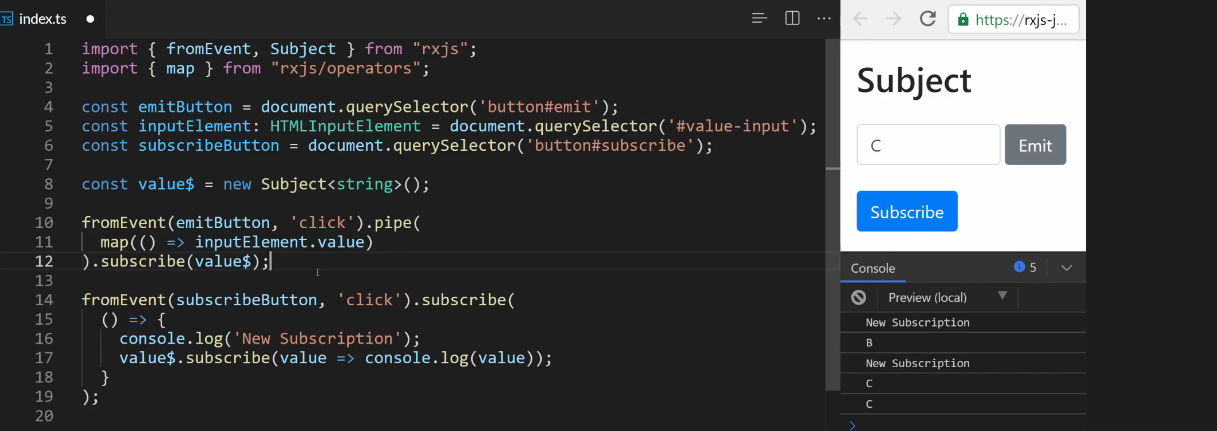 TS index.ts ●
1 import { fromEvent, Subject } from "rxjs";
2 import { map } from "rxjs/operators";
3
4 const emitButton = document.querySelector('button#emit');
5 const inputElement: HTMLInputElement = document.querySelector('#value-input');
6 const subscribeButton = document.querySelector('button#subscribe');
7
8 const value$ = new Subject<string>();
9
10 fromEvent(emitButton, 'click').pipe(
11 map(() => inputElement.value)
12 ).subscribe(value$);
13
14 fromEvent(subscribeButton, 'click').subscribe(
15 () => {
16 console.log('New Subscription');
17 value$.subscribe(value => console.log(value));
18 }
19 );
20
https://rxjs-j...
Subject
C Emit
Subscribe
Console 5
Preview (local)
New Subscription
B
New Subscription
C
C